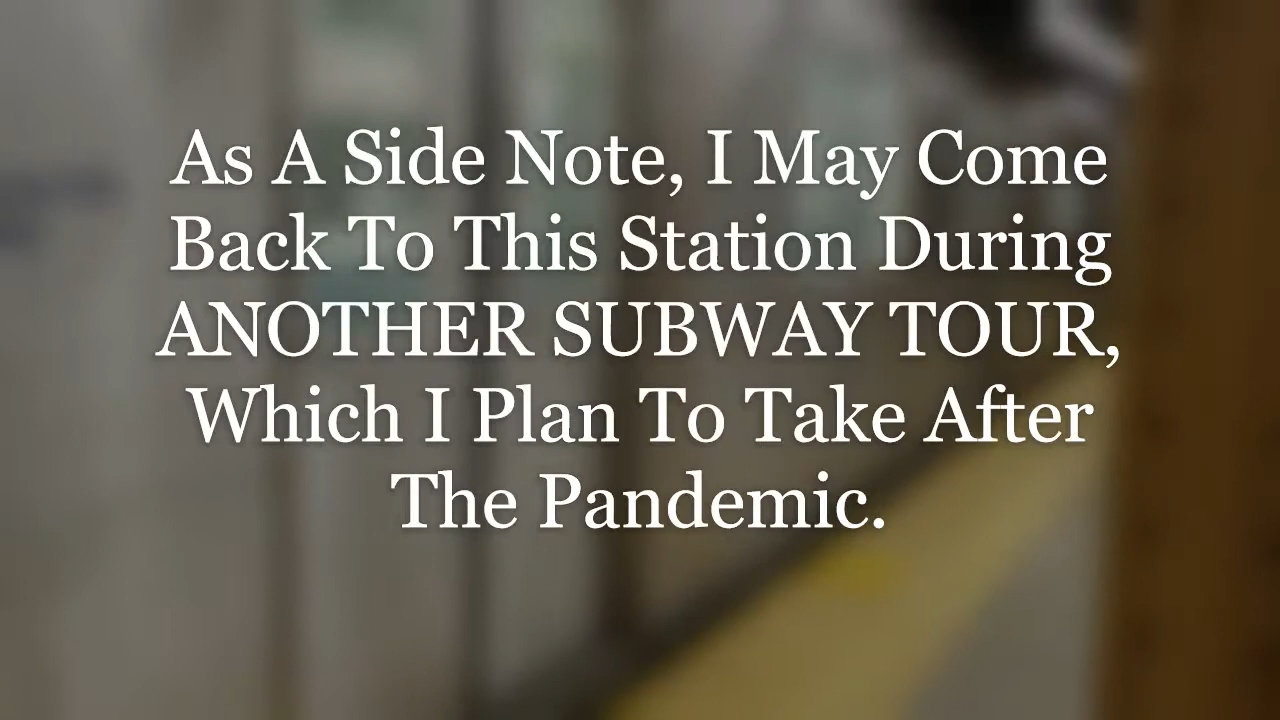 As A Side Note, I May Come
Back To This Station During
ANOTHER SUBWAY TOUR,
Which I Plan To Take After
The Pandemic.